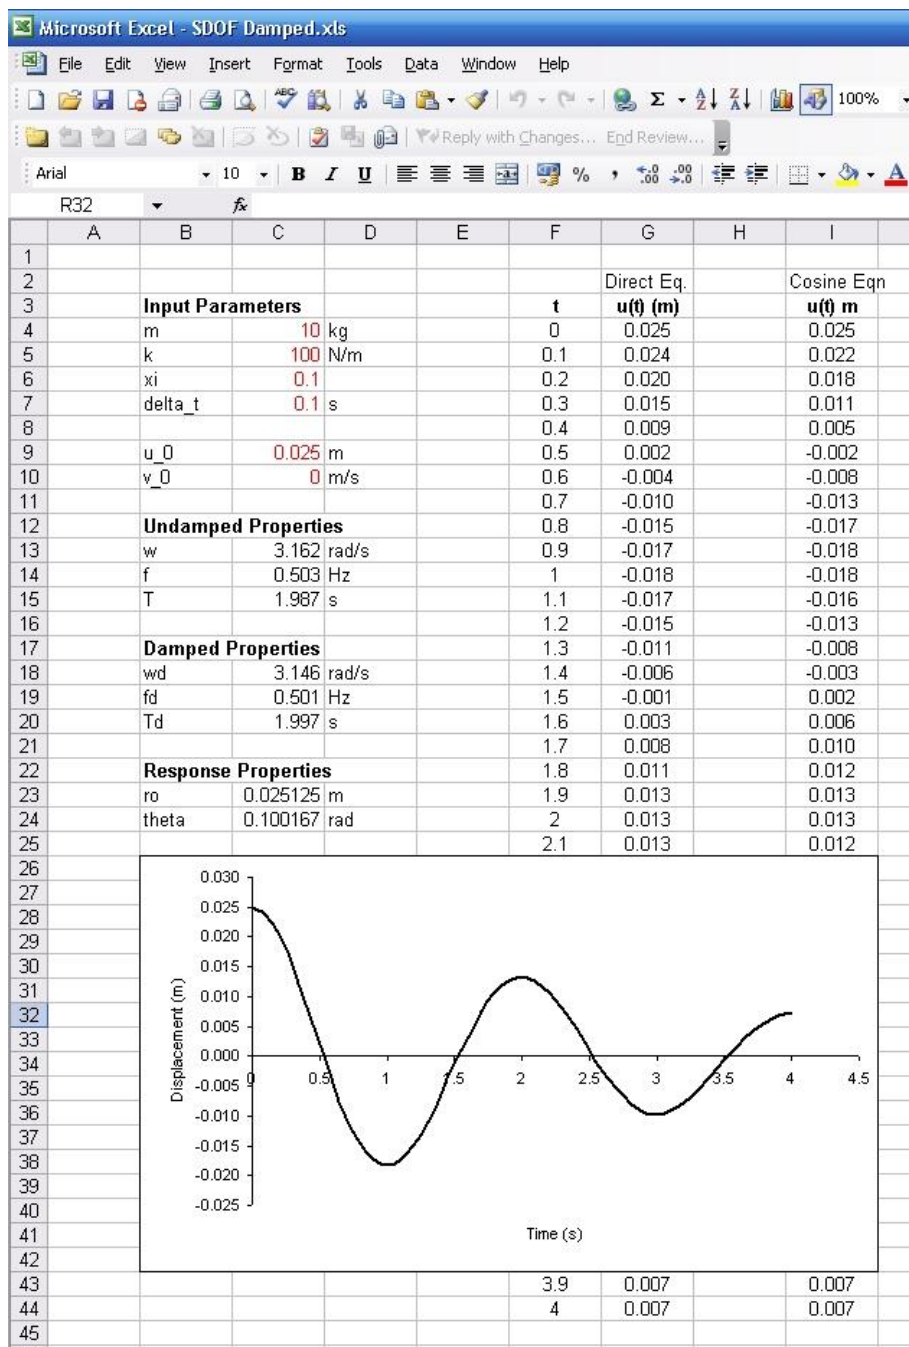 Microsoft Excel - SDOF Damped.xls
File Edit View Insert Format Tools Data Window Help
ABC Σ A Z Z A 100%
Reply with Changes... End Review...
Arial 10 B I U a % , .0 .00 .00 .0 A
R32 fx
A B C D E F G H I
1
2 Direct Eq. Cosine Eqn
3 Input Parameters t u(t) (m) u(t) m
4 m 10 kg 0 0.025 0.025
5 k 100 N/m 0.1 0.024 0.022
6 xi 0.1 0.2 0.020 0.018
7 delta_t 0.1 s 0.3 0.015 0.011
8 0.4 0.009 0.005
9 u_0 0.025 m 0.5 0.002 -0.002
10 v_0 0 m/s 0.6 -0.004 -0.008
11 0.7 -0.010 -0.013
12 Undamped Properties 0.8 -0.015 -0.017
13 w 3.162 rad/s 0.9 -0.017 -0.018
14 f 0.503 Hz 1 -0.018 -0.018
15 T 1.987 s 1.1 -0.017 -0.016
16 1.2 -0.015 -0.013
17 Damped Properties 1.3 -0.011 -0.008
18 wd 3.146 rad/s 1.4 -0.006 -0.003
19 fd 0.501 Hz 1.5 -0.001 0.002
20 Td 1.997 s 1.6 0.003 0.006
21 1.7 0.008 0.010
22 Response Properties 1.8 0.011 0.012
23 ro 0.025125 m 1.9 0.013 0.013
24 theta 0.100167 rad 2 0.013 0.013
25 2.1 0.013 0.012
26 0.030
27
28 0.025
29 0.020
30 0.015
31 0.010
32 0.005
33
34 0.000
35 -0.005 0 0.5 1 1.5 2 2.5 3 3.5 4 4.5
36 -0.010
37 -0.015
38
39 -0.020
40 -0.025
Displacement (m)
41 Time (s)
42
43 3.9 0.007 0.007
44 4 0.007 0.007
45